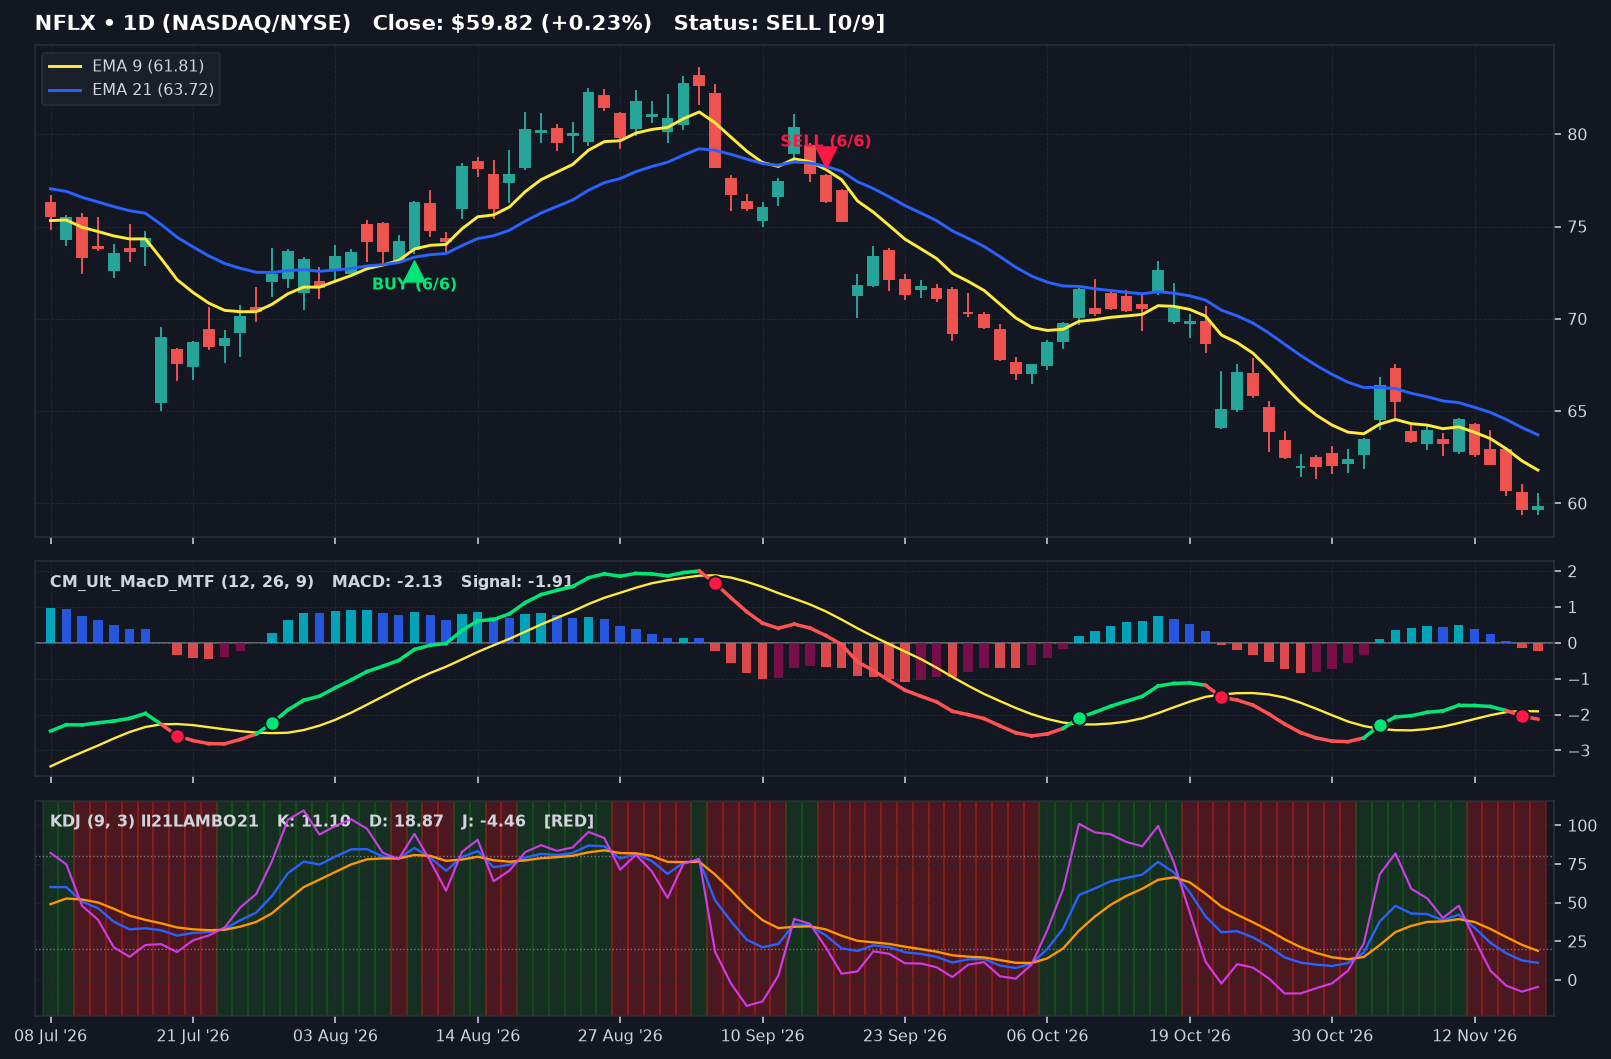 NFLX • 1D (NASDAQ/NYSE)   Close: $59.82 (+0.23%)   Status: SELL [0/9]
EMA 9 (61.81)
EMA 21 (63.72)
SELL (6/6)
BUY (6/6)
80
75
70
65
60
CM_Ult_MacD_MTF (12, 26, 9)   MACD: -2.13   Signal: -1.91
2
1
0
−1
−2
−3
KDJ (9, 3) II21LAMBO21   K: 11.10   D: 18.87   J: -4.46   [RED]
100
75
50
25
0
08 Jul '26
21 Jul '26
03 Aug '26
14 Aug '26
27 Aug '26
10 Sep '26
23 Sep '26
06 Oct '26
19 Oct '26
30 Oct '26
12 Nov '26